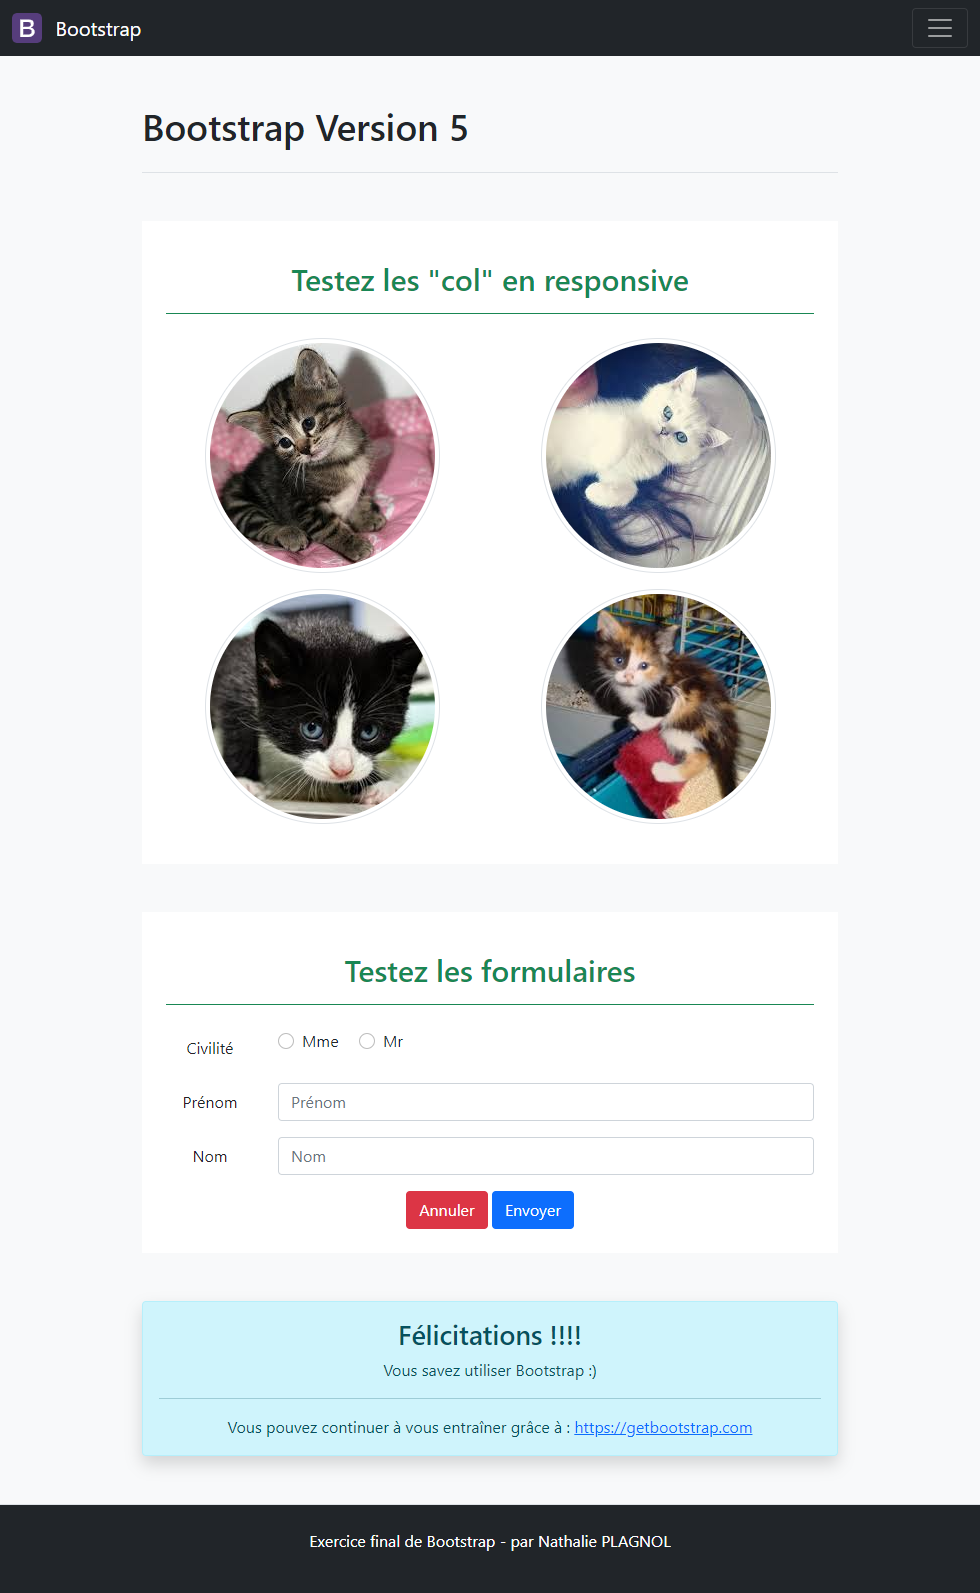 B Bootstrap
Bootstrap Version 5
Testez les "col" en responsive
Testez les formulaires
Civilité Mme Mr
Prénom Prénom
Nom Nom
Annuler Envoyer
Félicitations !!!!
Vous savez utiliser Bootstrap :)
Vous pouvez continuer à vous entraîner grâce à : https://getbootstrap.com
Exercice final de Bootstrap - par Nathalie PLAGNOL